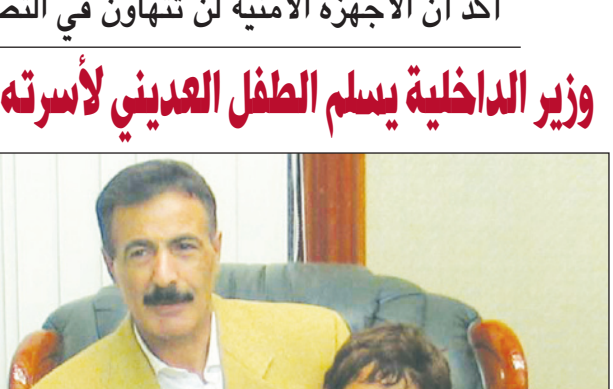 أكد أن الأجهزة الأمنية لن تتهاون في
وزير الداخلية يسلم الطفل العديني لأسرته